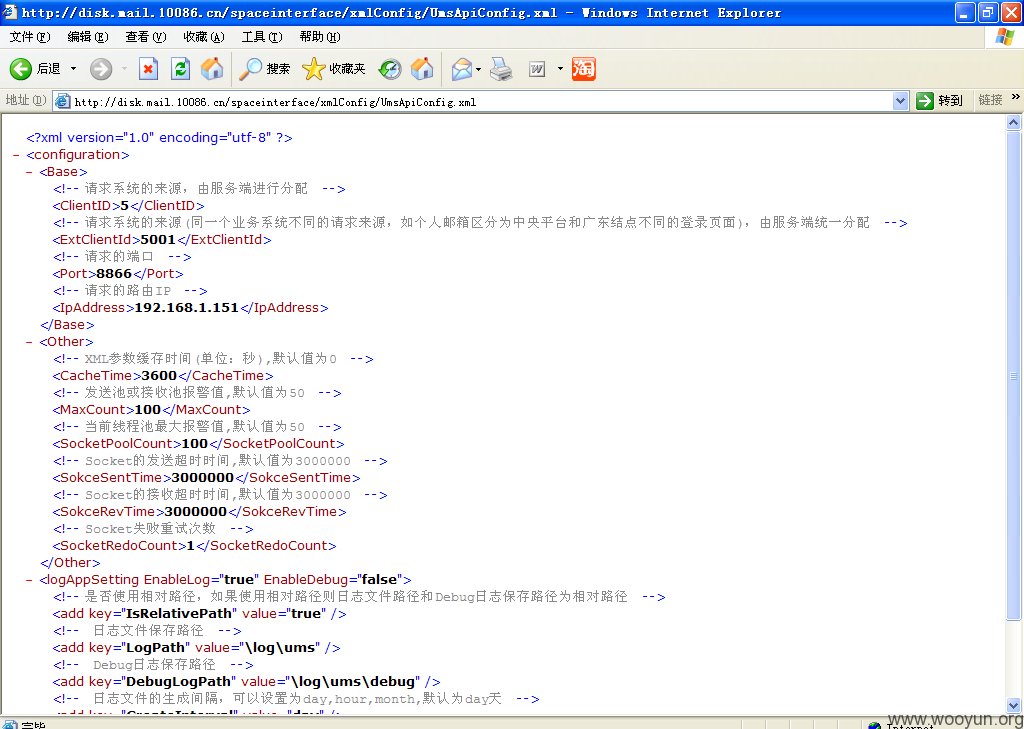 http://disk.mail.10086.cn/spaceinterface/xmlConfig/UmsApiConfig.xml - Windows Internet Explorer
文件(F) 编辑(E) 查看(V) 收藏(A) 工具(T) 帮助(H)
后退 搜索 收藏夹 W 淘
地址(D) http://disk.mail.10086.cn/spaceinterface/xmlConfig/UmsApiConfig.xml 转到 链接 »
<?xml version="1.0" encoding="utf-8" ?>
- <configuration>
- <Base>
<!-- 请求系统的来源，由服务端进行分配 -->
<ClientID>5</ClientID>
<!-- 请求系统的来源(同一个业务系统不同的请求来源，如个人邮箱区分为中央平台和广东结点不同的登录页面)，由服务端统一分配 -->
<ExtClientId>5001</ExtClientId>
<!-- 请求的端口 -->
<Port>8866</Port>
<!-- 请求的路由IP -->
<IpAddress>192.168.1.151</IpAddress>
</Base>
- <Other>
<!-- XML参数缓存时间(单位：秒),默认值为0 -->
<CacheTime>3600</CacheTime>
<!-- 发送池或接收池报警值,默认值为50 -->
<MaxCount>100</MaxCount>
<!-- 当前线程池最大报警值,默认值为50 -->
<SocketPoolCount>100</SocketPoolCount>
<!-- Socket的发送超时时间,默认值为3000000 -->
<SokceSentTime>3000000</SokceSentTime>
<!-- Socket的接收超时时间,默认值为3000000 -->
<SokceRevTime>3000000</SokceRevTime>
<!-- Socket失败重试次数 -->
<SocketRedoCount>1</SocketRedoCount>
</Other>
- <logAppSetting EnableLog="true" EnableDebug="false">
<!-- 是否使用相对路径，如果使用相对路径则日志文件路径和Debug日志保存路径为相对路径 -->
<add key="IsRelativePath" value="true" />
<!-- 日志文件保存路径 -->
<add key="LogPath" value="\log\ums" />
<!-- Debug日志保存路径 -->
<add key="DebugLogPath" value="\log\ums\debug" />
<!-- 日志文件的生成间隔，可以设置为day,hour,month,默认为day天 -->
<add key="CreateInterval" value="day" />
完毕 Internet
www.wooyun.org